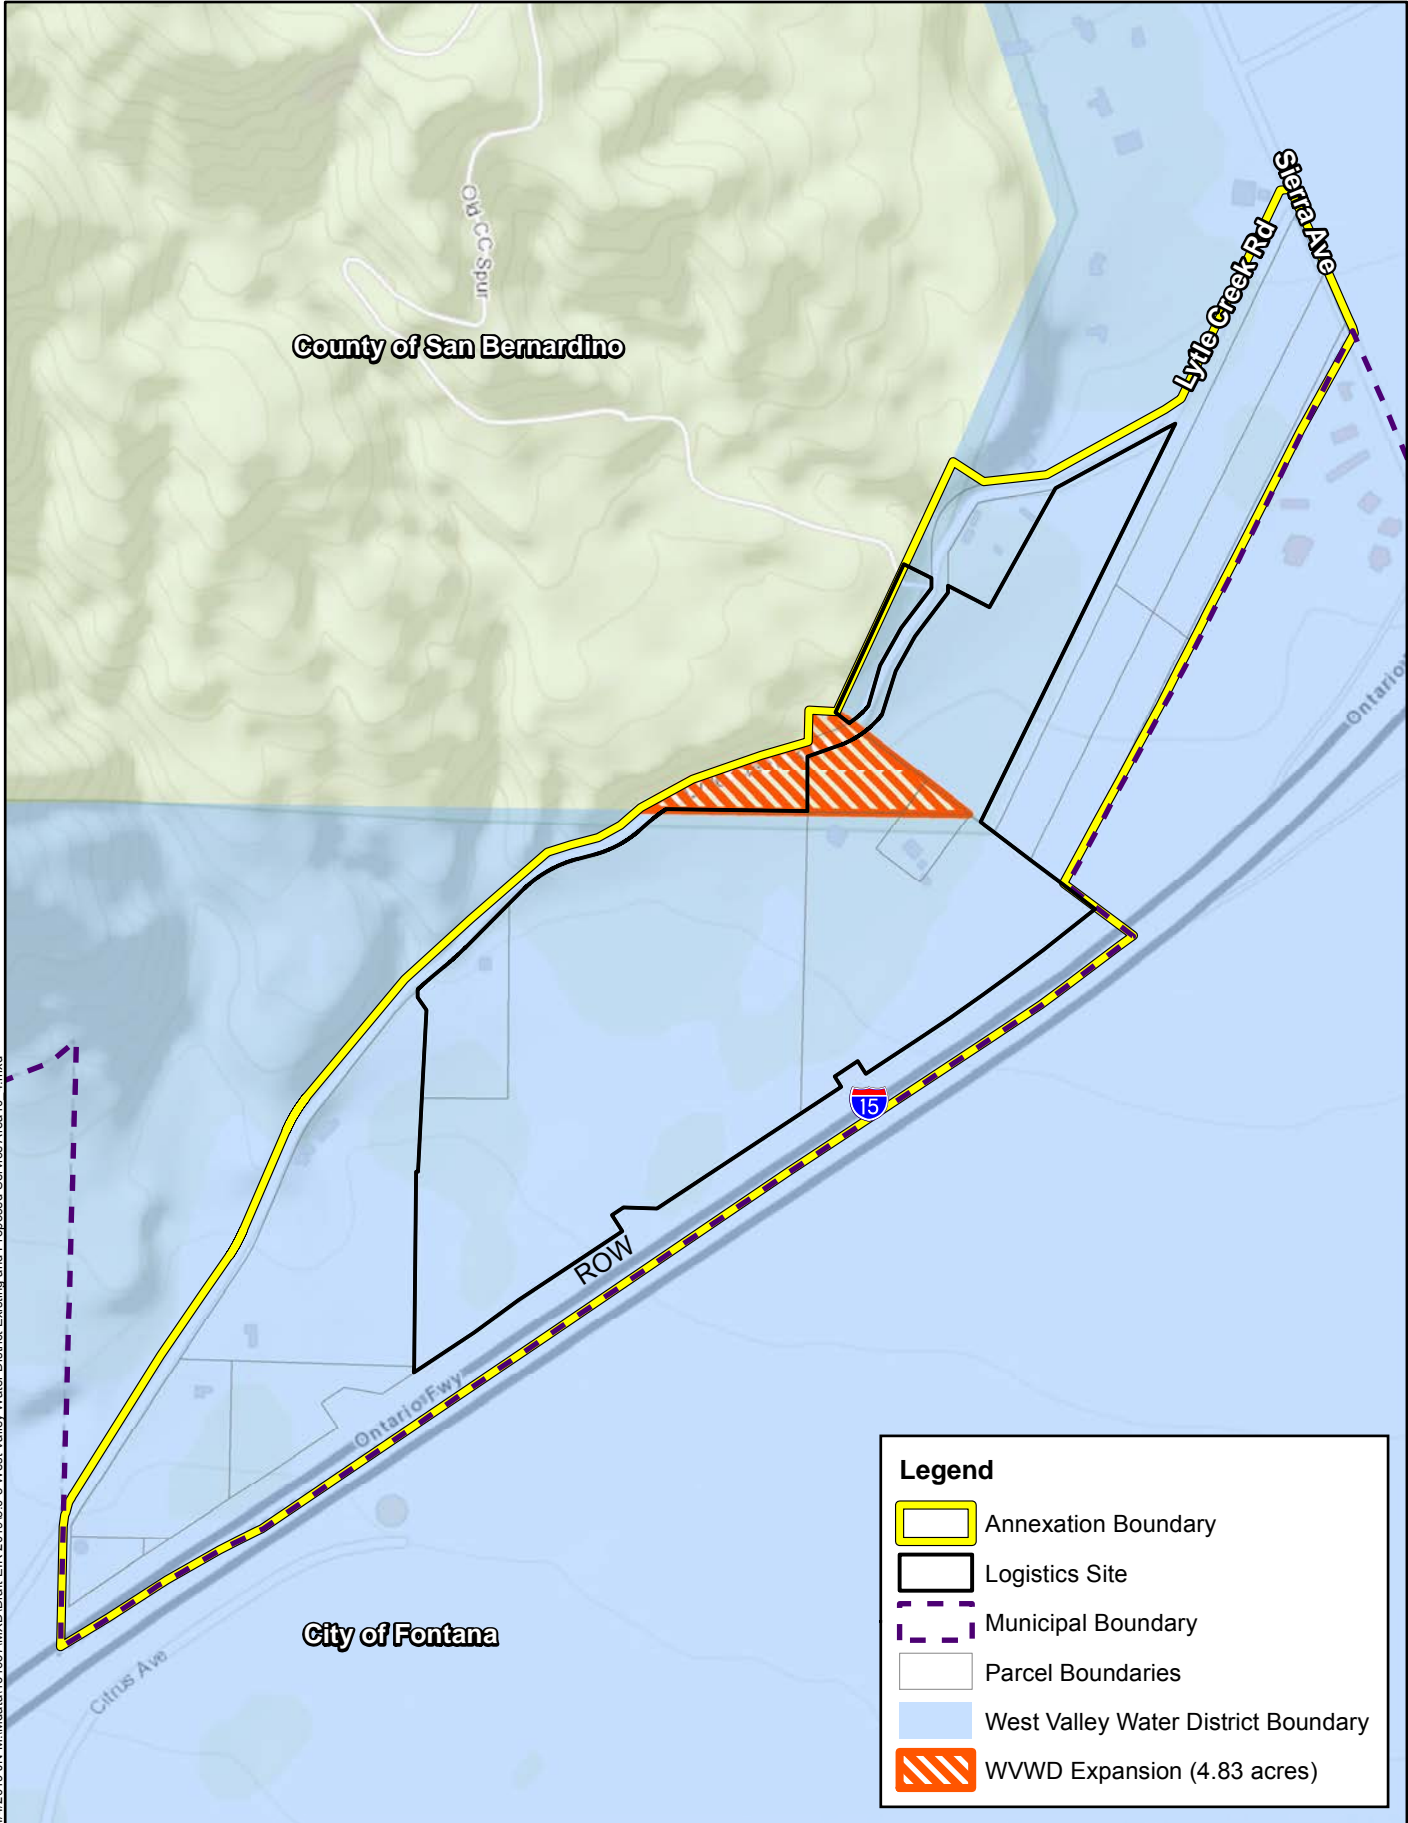 Sierra Ave
Lytle Creek Rd
Old CC Spur
County of San Bernardino
Ontario
15
ROW
Ontario Fwy
City of Fontana
Citrus Ave
Legend
Annexation Boundary
Logistics Site
Municipal Boundary
Parcel Boundaries
West Valley Water District Boundary
WVWD Expansion (4.83 acres)